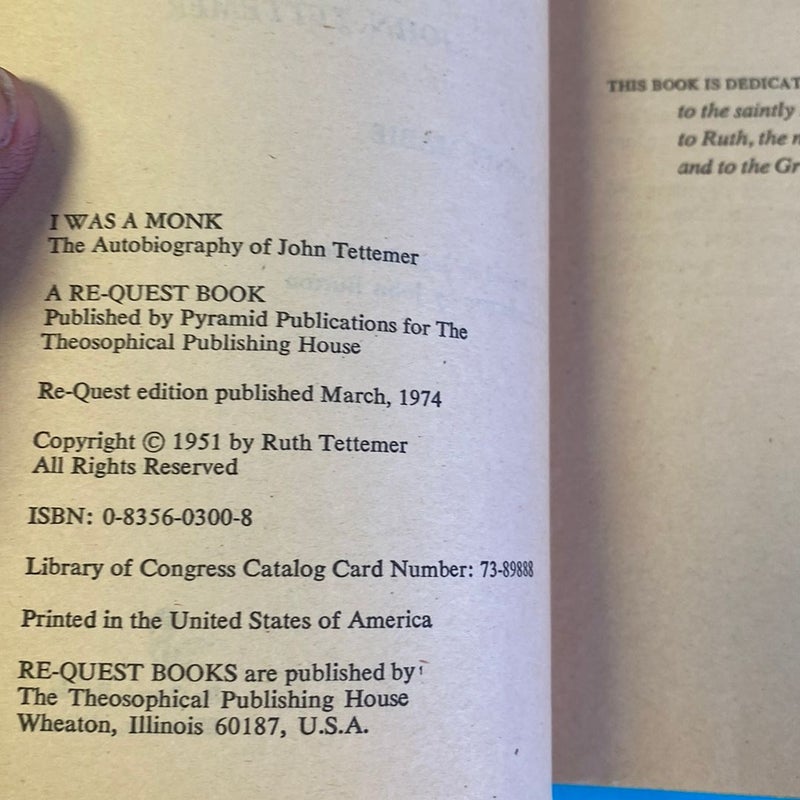 I WAS A MONK
The Autobiography of John Tettemer
A RE-QUEST BOOK
Published by Pyramid Publications for The
Theosophical Publishing House
Re-Quest edition published March, 1974
Copyright © 1951 by Ruth Tettemer
All Rights Reserved
ISBN: 0-8356-0300-8
Library of Congress Catalog Card Number: 73-89888
Printed in the United States of America
RE-QUEST BOOKS are published by
The Theosophical Publishing House
Wheaton, Illinois 60187, U.S.A.
THIS BOOK IS DEDICAT
to the saintly
to Ruth, the
and to the Gr